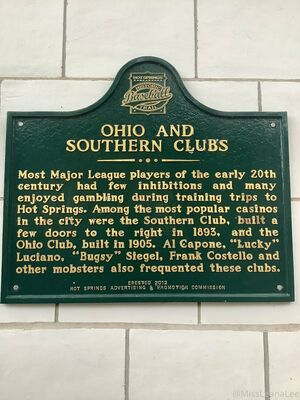 HOT SPRINGS
HISTORIC
Baseball
TRAIL
OHIO AND
SOUTHERN CLUBS
Most Major League players of the early 20th
century had few inhibitions and many
enjoyed gambling during training trips to
Hot Springs. Among the most popular casinos
in the city were the Southern Club, built a
few doors to the right in 1893, and the
Ohio Club, built in 1905. Al Capone, "Lucky"
Luciano, "Bugsy" Siegel, Frank Costello and
other mobsters also frequented these clubs.
ERECTED 2012
HOT SPRINGS ADVERTISING & PROMOTION COMMISSION
@MissLanaLee